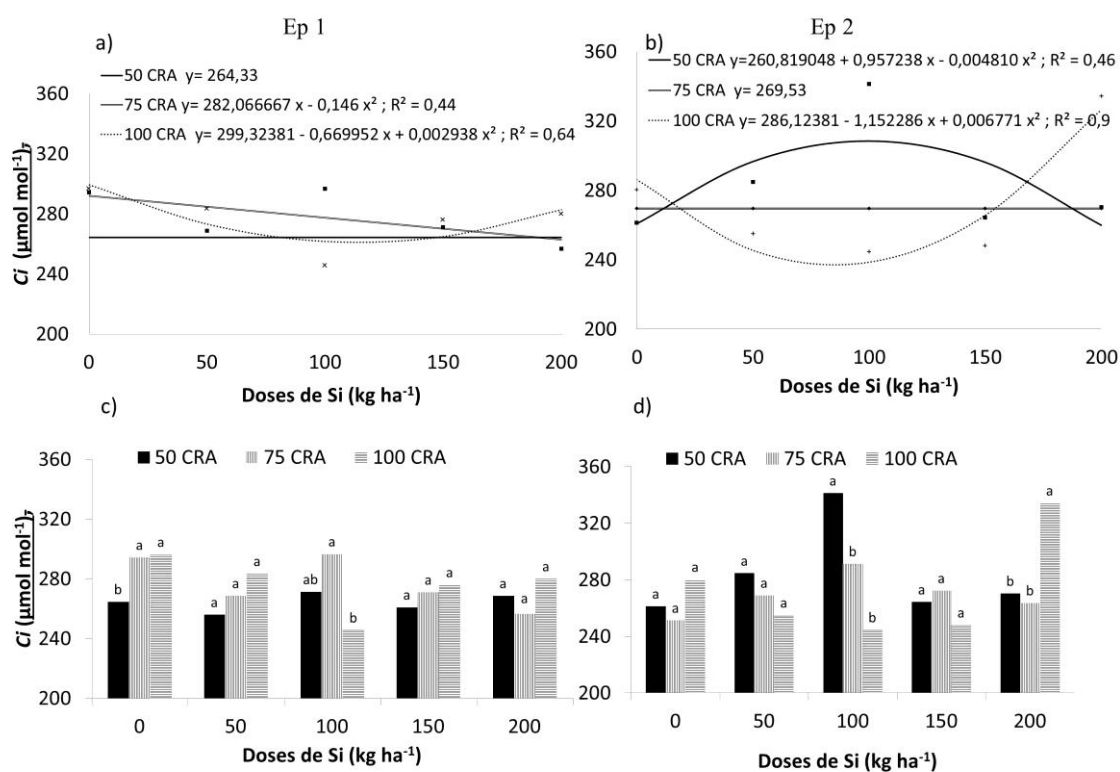 Ep 1
a)
50 CRA y= 264,33
75 CRA y= 282,066667 x - 0,146 x² ; R² = 0,44
100 CRA y= 299,32381 - 0,669952 x + 0,002938 x² ; R² = 0,64
360
320
280
240
200
Ci (µmol mol⁻¹),
0 50 100 150 200
Doses de Si (kg ha⁻¹)
Ep 2
b)
50 CRA y=260,819048 + 0,957238 x - 0,004810 x² ; R² = 0,46
75 CRA y = 269,53
100 CRA y = 286,12381 - 1,152286 x + 0,006771 x² ; R² = 0,9
360
320
280
240
200
0 50 100 150 200
Doses de Si (kg ha⁻¹)
c)
50 CRA 75 CRA 100 CRA
360
320
280
240
200
Ci (µmol mol⁻¹),
b a a a a a ab a b a a a a a a
0 50 100 150 200
Doses de Si (kg ha⁻¹)
d)
50 CRA 75 CRA 100 CRA
360
320
280
240
200
a a a a a a a b b a a a b b a
0 50 100 150 200
Doses de Si (kg ha⁻¹)